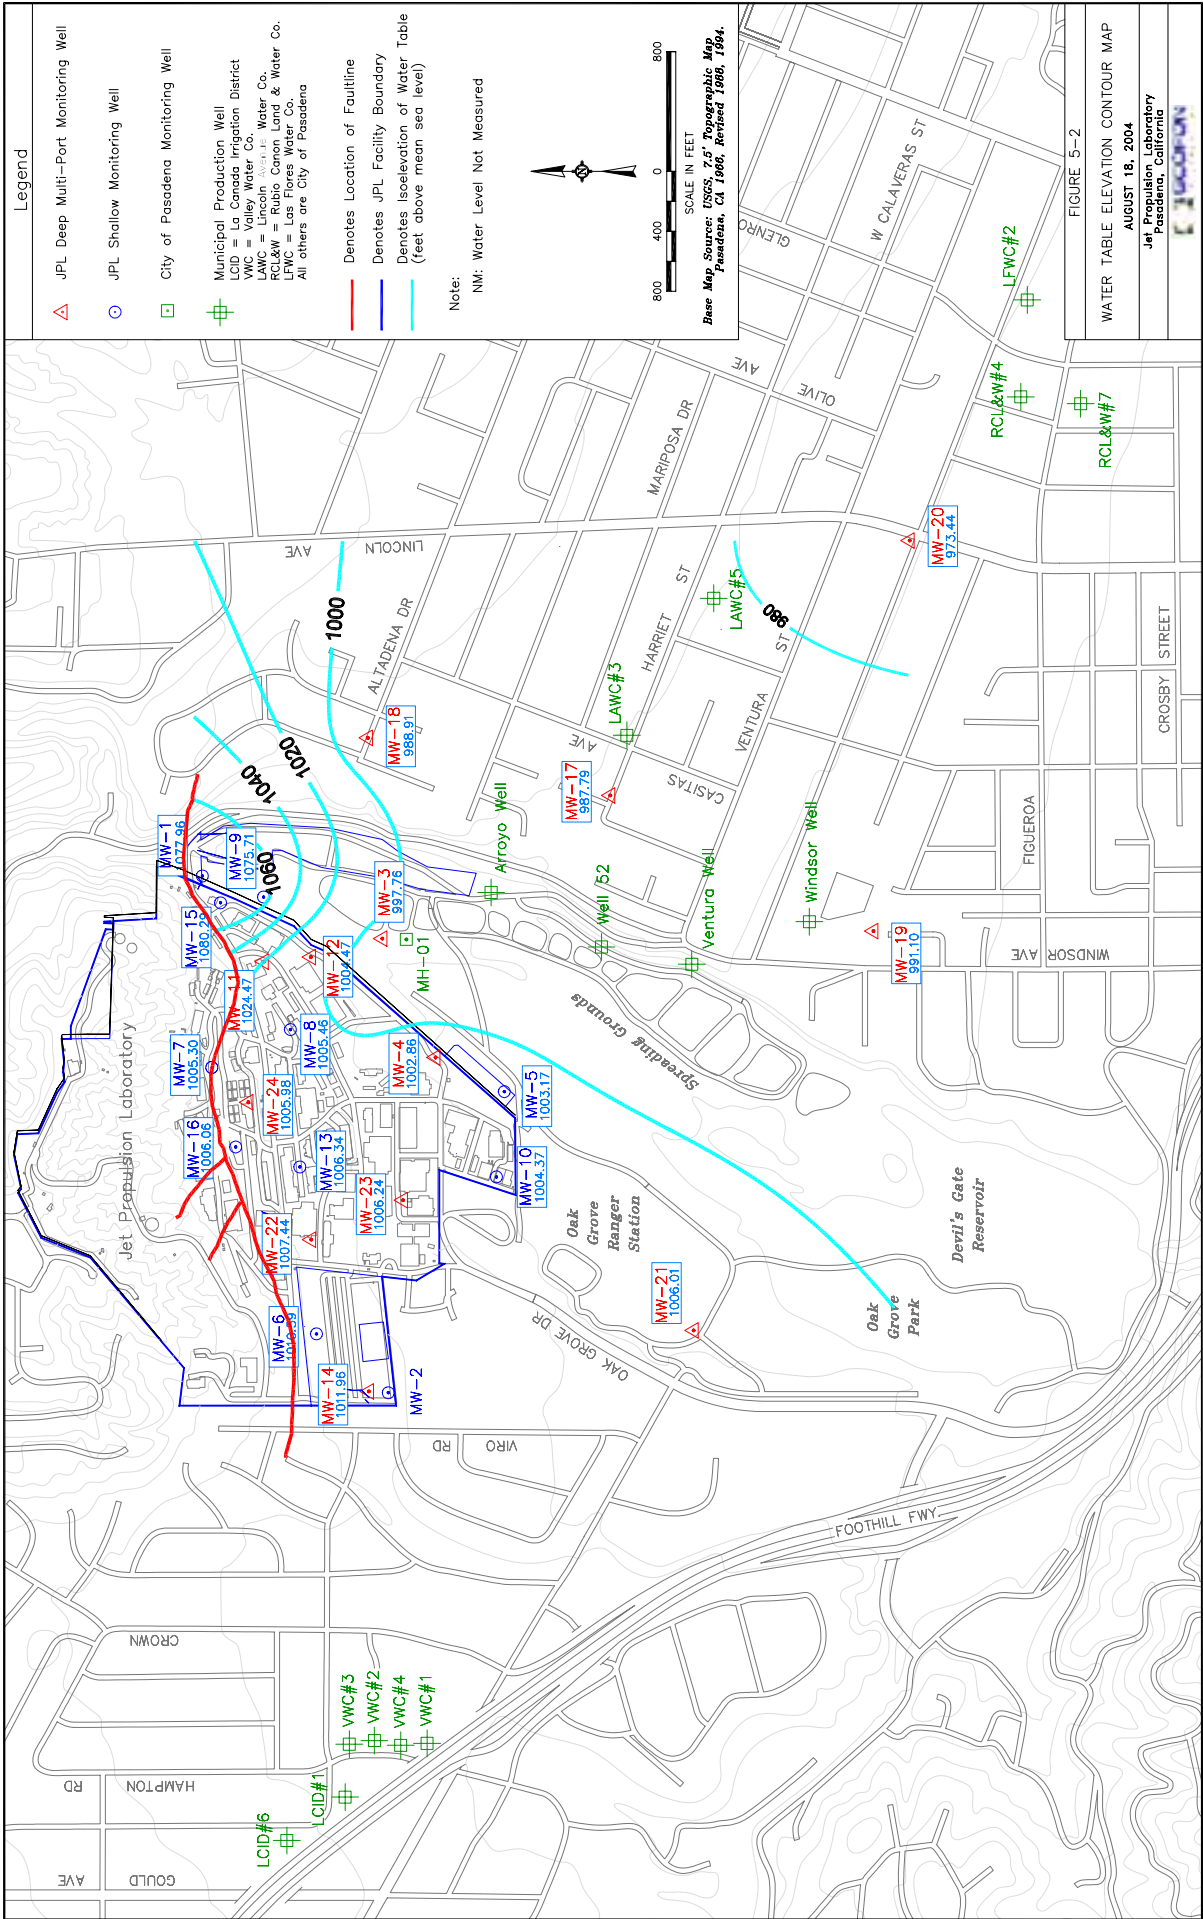 Legend
JPL Deep Multi-Port Monitoring Well
JPL Shallow Monitoring Well
City of Pasadena Monitoring Well
Municipal Production Well
LCID = La Canada Irrigation District
VWC = Valley Water Co.
LAWC = Lincoln Avenue Water Co.
RCL&W = Rubio Canon Land & Water Co.
LFWC = Las Flores Water Co.
All others are City of Pasadena
Denotes Location of Faultline
Denotes JPL Facility Boundary
Denotes Isoelevation of Water Table
(feet above mean sea level)
Note:
NM: Water Level Not Measured
N
800 400 0 800
SCALE IN FEET
Base Map Source: USGS, 7.5' Topographic Map
Pasadena, CA 1966, Revised 1988, 1994.
FIGURE 5-2
WATER TABLE ELEVATION CONTOUR MAP
AUGUST 18, 2004
Jet Propulsion Laboratory
Pasadena, California
GOULD
AVE
HAMPTON
RD
CROWN
LCID#6
LCID#1
VWC#3
VWC#2
VWC#4
VWC#1
FOOTHILL FWY
VIRO
RD
OAK GROVE DR
Jet Propulsion Laboratory
MW-14
1011.96
MW-2
MW-6
MW-22
1007.44
MW-16
1006.06
MW-7
1005.30
MW-24
1005.98
MW-13
1006.34
MW-23
1006.24
MW-8
1005.46
MW-4
1002.86
MW-5
1003.17
MW-10
1004.37
MW-21
1006.01
MW-11
1024.47
MW-12
1004.47
MW-15
1080.29
MW-1
1077.96
MW-9
1075.71
MW-3
997.76
MH-01
MW-18
988.91
MW-17
987.79
MW-19
991.10
MW-20
973.44
1060
1040
1020
1000
980
Oak
Grove
Ranger
Station
Oak
Grove
Park
Devil's Gate
Reservoir
Spreading Grounds
Arroyo Well
Well 52
Ventura Well
Windsor Well
LAWC#3
LAWC#5
RCL&W#4
RCL&W#7
LFWC#2
LINCOLN
AVE
ALTADENA DR
MARIPOSA DR
HARRIET
ST
VENTURA
ST
CASITAS
AVE
WINDSOR AVE
FIGUEROA
CROSBY STREET
OLIVE
AVE
GLENRO
W CALAVERAS ST